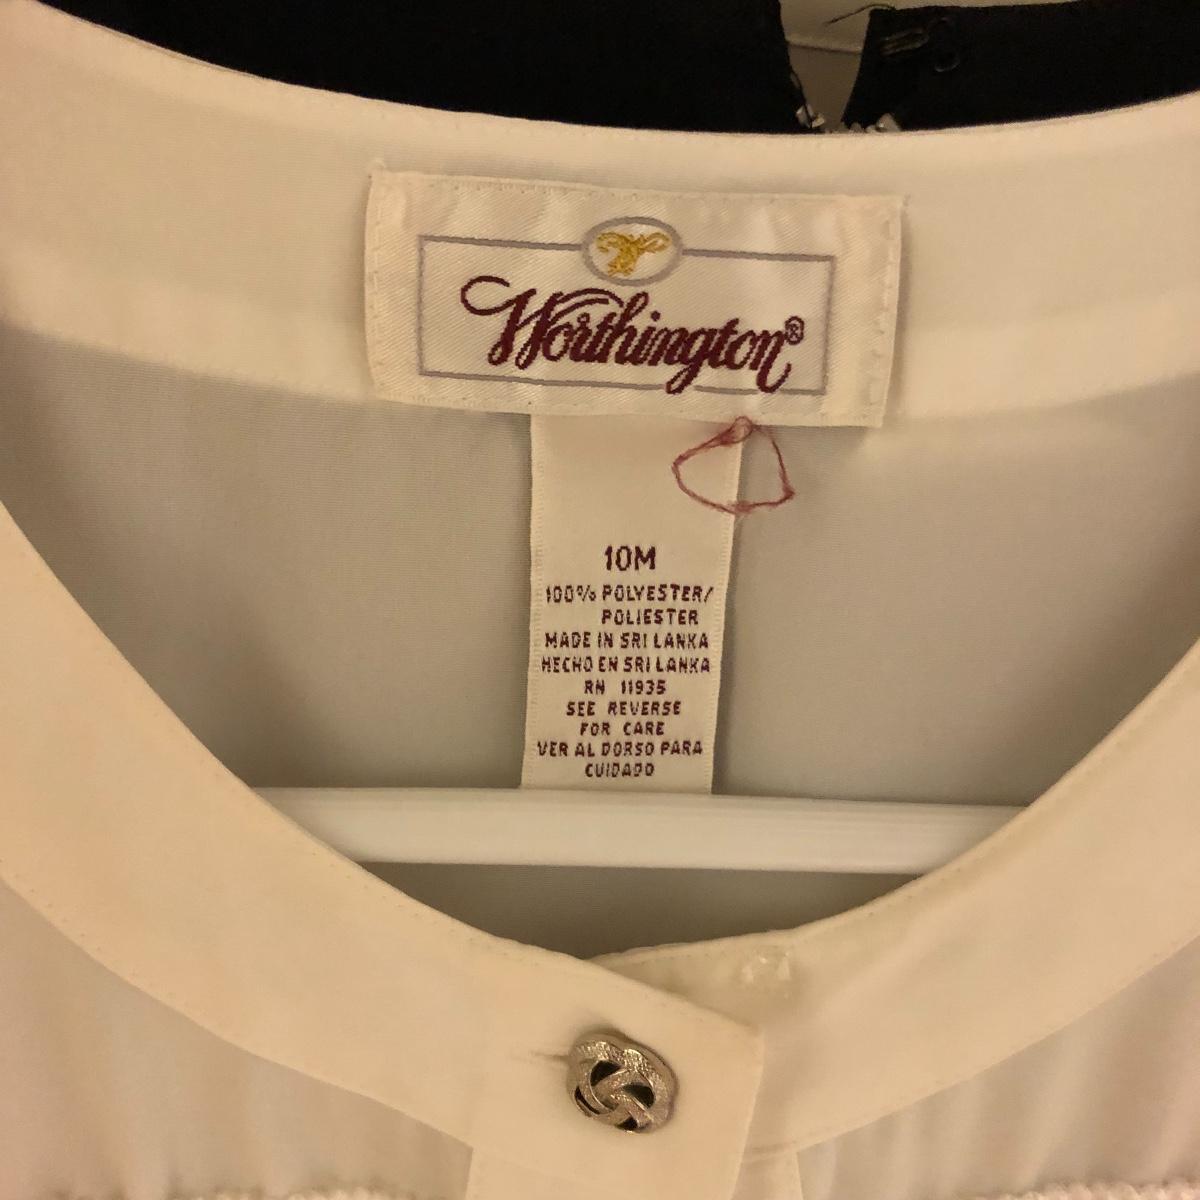 Worthington®
10M
100% POLYESTER/
POLIESTER
MADE IN SRI LANKA
HECHO EN SRI LANKA
RN 11935
SEE REVERSE
FOR CARE
VER AL DORSO PARA
CUIDADO